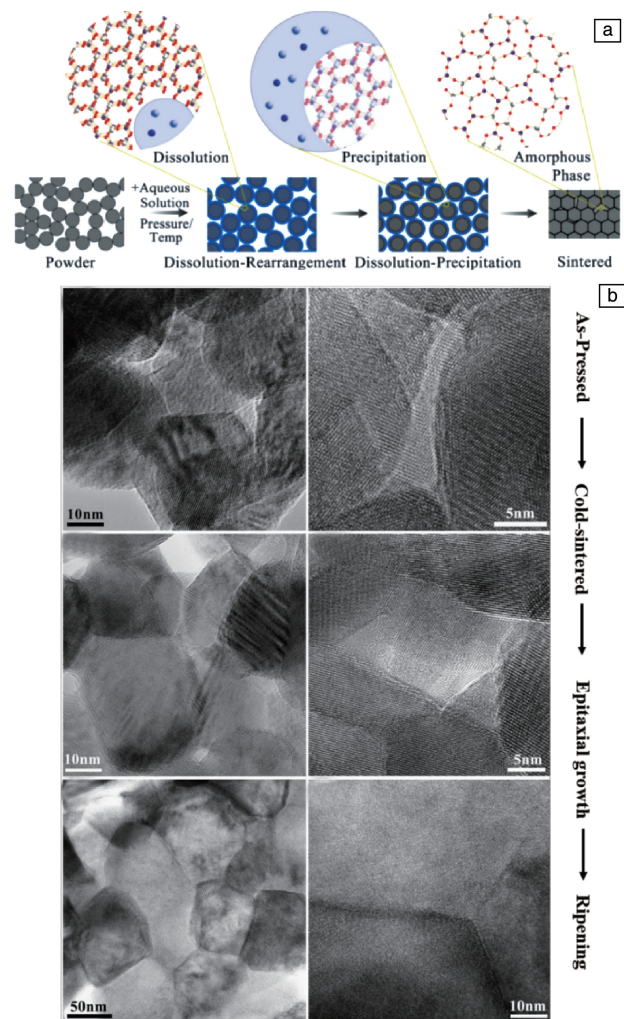 a
Dissolution
Precipitation
Amorphous
Phase
+Aqueous
Solution
Pressure/
Temp
Powder
Dissolution-Rearrangement
Dissolution-Precipitation
Sintered
b
As-Pressed
Cold-sintered
Epitaxial growth
Ripening
10nm
5nm
10nm
5nm
50nm
10nm